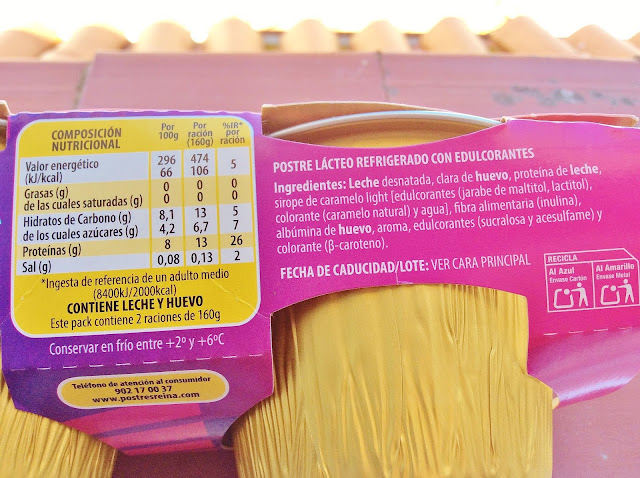 COMPOSICIÓN NUTRICIONAL | Por 100g | Por ración (160g) | %IR* por ración
Valor energético (kJ/kcal) | 296 66 | 474 106 | 5
Grasas (g) | 0 | 0 | 0
de las cuales saturadas (g) | 0 | 0 | 0
Hidratos de Carbono (g) | 8,1 | 13 | 5
de los cuales azúcares (g) | 4,2 | 6,7 | 7
Proteínas (g) | 8 | 13 | 26
Sal (g) | 0,08 | 0,13 | 2
*Ingesta de referencia de un adulto medio
(8400kJ/2000kcal)
CONTIENE LECHE Y HUEVO
Este pack contiene 2 raciones de 160g
Conservar en frío entre +2º y +6ºC
Teléfono de atención al consumidor
902 17 00 37
www.postresreina.com
POSTRE LÁCTEO REFRIGERADO CON EDULCORANTES
Ingredientes: Leche desnatada, clara de huevo, proteína de leche,
sirope de caramelo light [edulcorantes (jarabe de maltitol, lactitol),
colorante (caramelo natural) y agua], fibra alimentaria (inulina),
albúmina de huevo, aroma, edulcorantes (sucralosa y acesulfame) y
colorante (β-caroteno).
FECHA DE CADUCIDAD/LOTE: VER CARA PRINCIPAL
RECICLA
Al Azul
Envase Cartón
Al Amarillo
Envase Metal